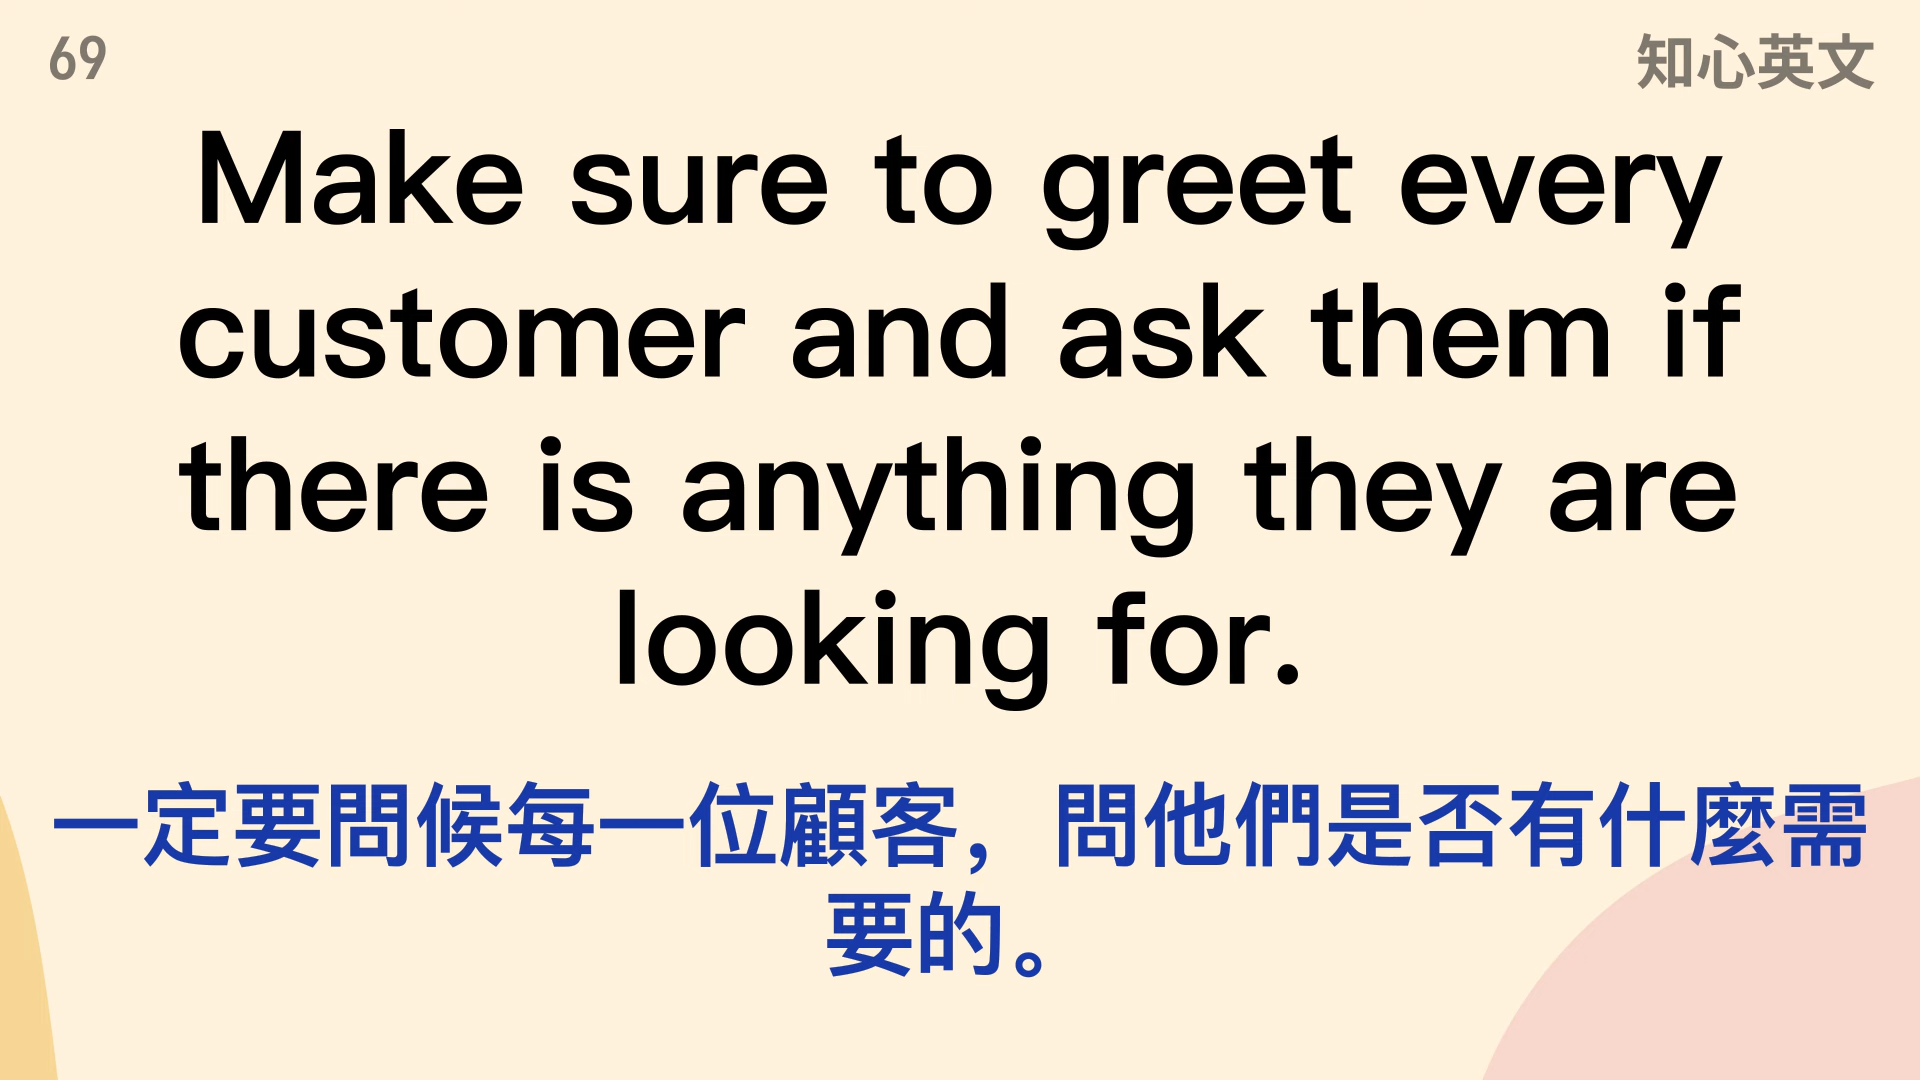 69
知心英文
Make sure to greet every
customer and ask them if
there is anything they are
looking for.
一定要問候每一位顧客，問他們是否有什麼需
要的。